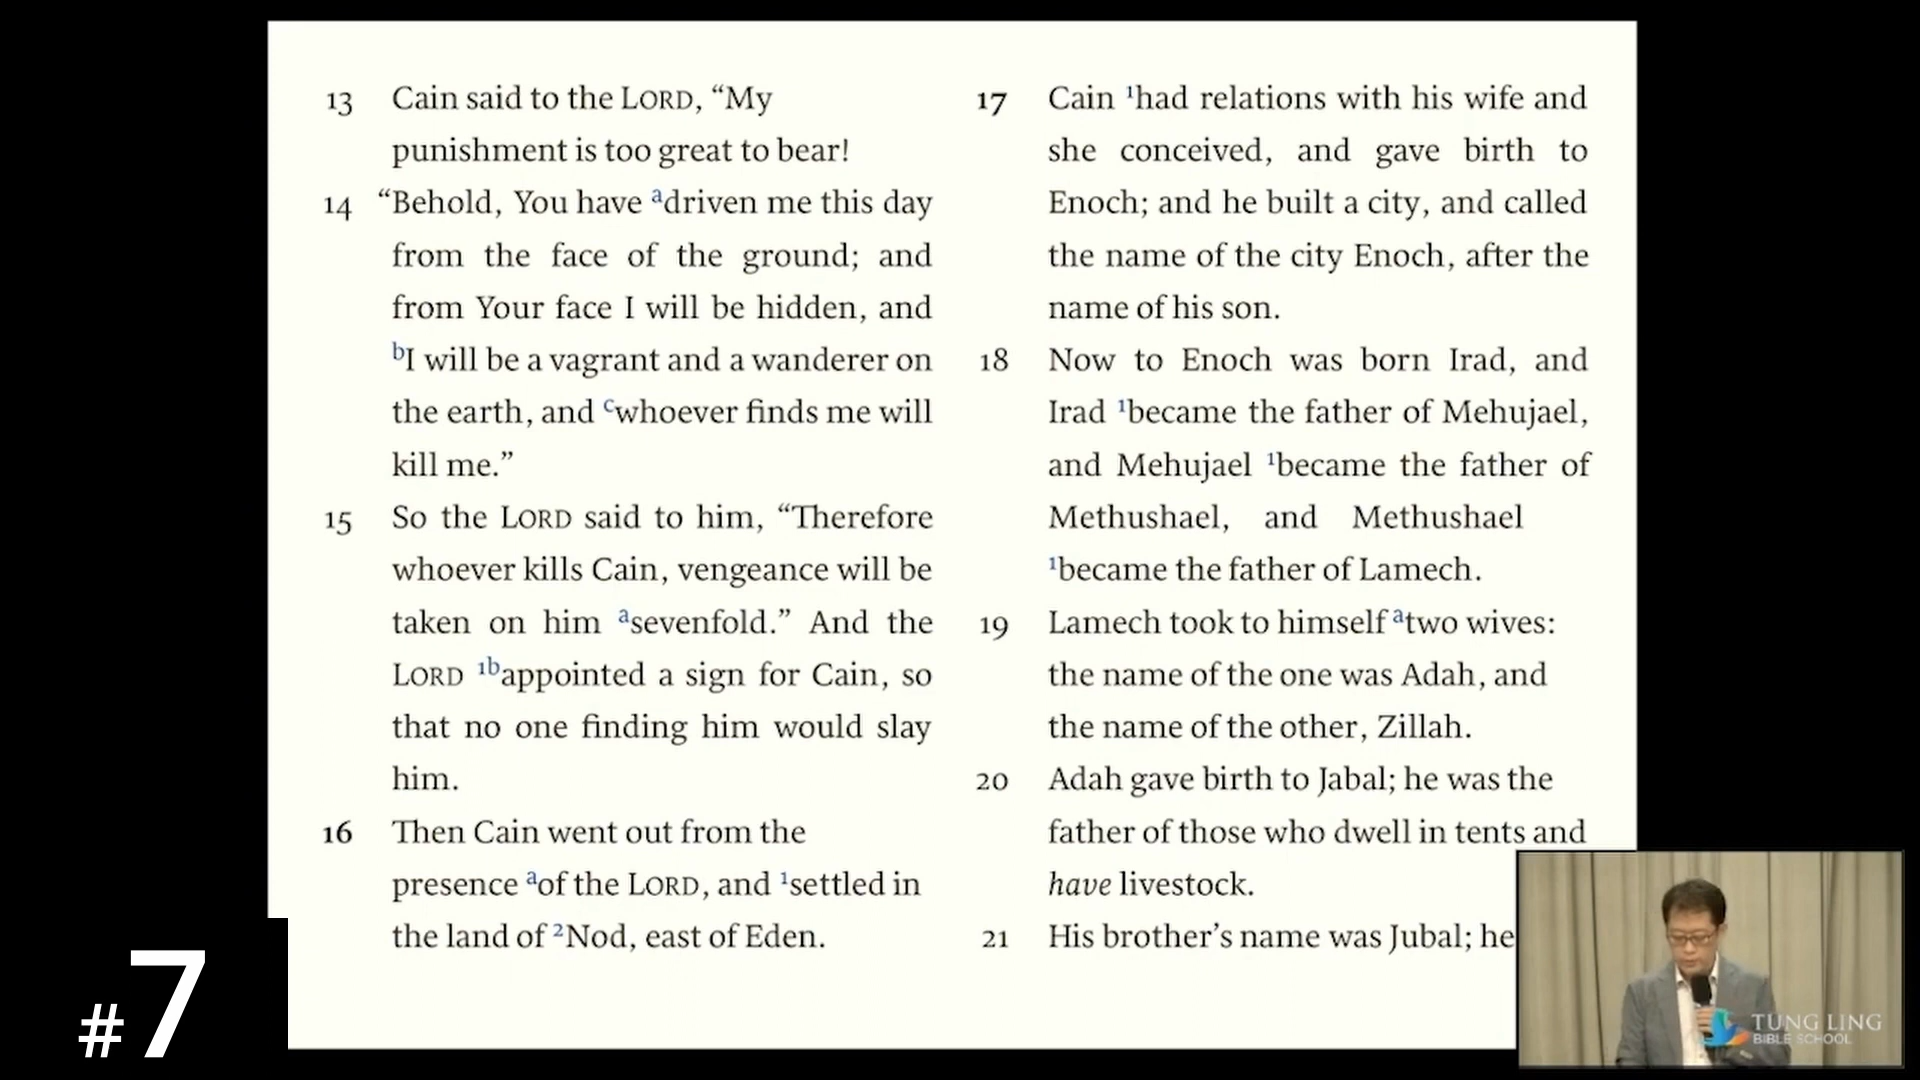 13 Cain said to the LORD, “My
punishment is too great to bear!
14 “Behold, You have ᵃdriven me this day
from the face of the ground; and
from Your face I will be hidden, and
ᵇI will be a vagrant and a wanderer on
the earth, and ᶜwhoever finds me will
kill me.”
15 So the LORD said to him, “Therefore
whoever kills Cain, vengeance will be
taken on him ᵃsevenfold.” And the
LORD ¹ᵇappointed a sign for Cain, so
that no one finding him would slay
him.
16 Then Cain went out from the
presence ᵃof the LORD, and ¹settled in
the land of ²Nod, east of Eden.
17 Cain ¹had relations with his wife and
she conceived, and gave birth to
Enoch; and he built a city, and called
the name of the city Enoch, after the
name of his son.
18 Now to Enoch was born Irad, and
Irad ¹became the father of Mehujael,
and Mehujael ¹became the father of
Methushael, and Methushael
¹became the father of Lamech.
19 Lamech took to himself ᵃtwo wives:
the name of the one was Adah, and
the name of the other, Zillah.
20 Adah gave birth to Jabal; he was the
father of those who dwell in tents and
have livestock.
21 His brother’s name was Jubal; he
#7
TUNG LING
BIBLE SCHOOL